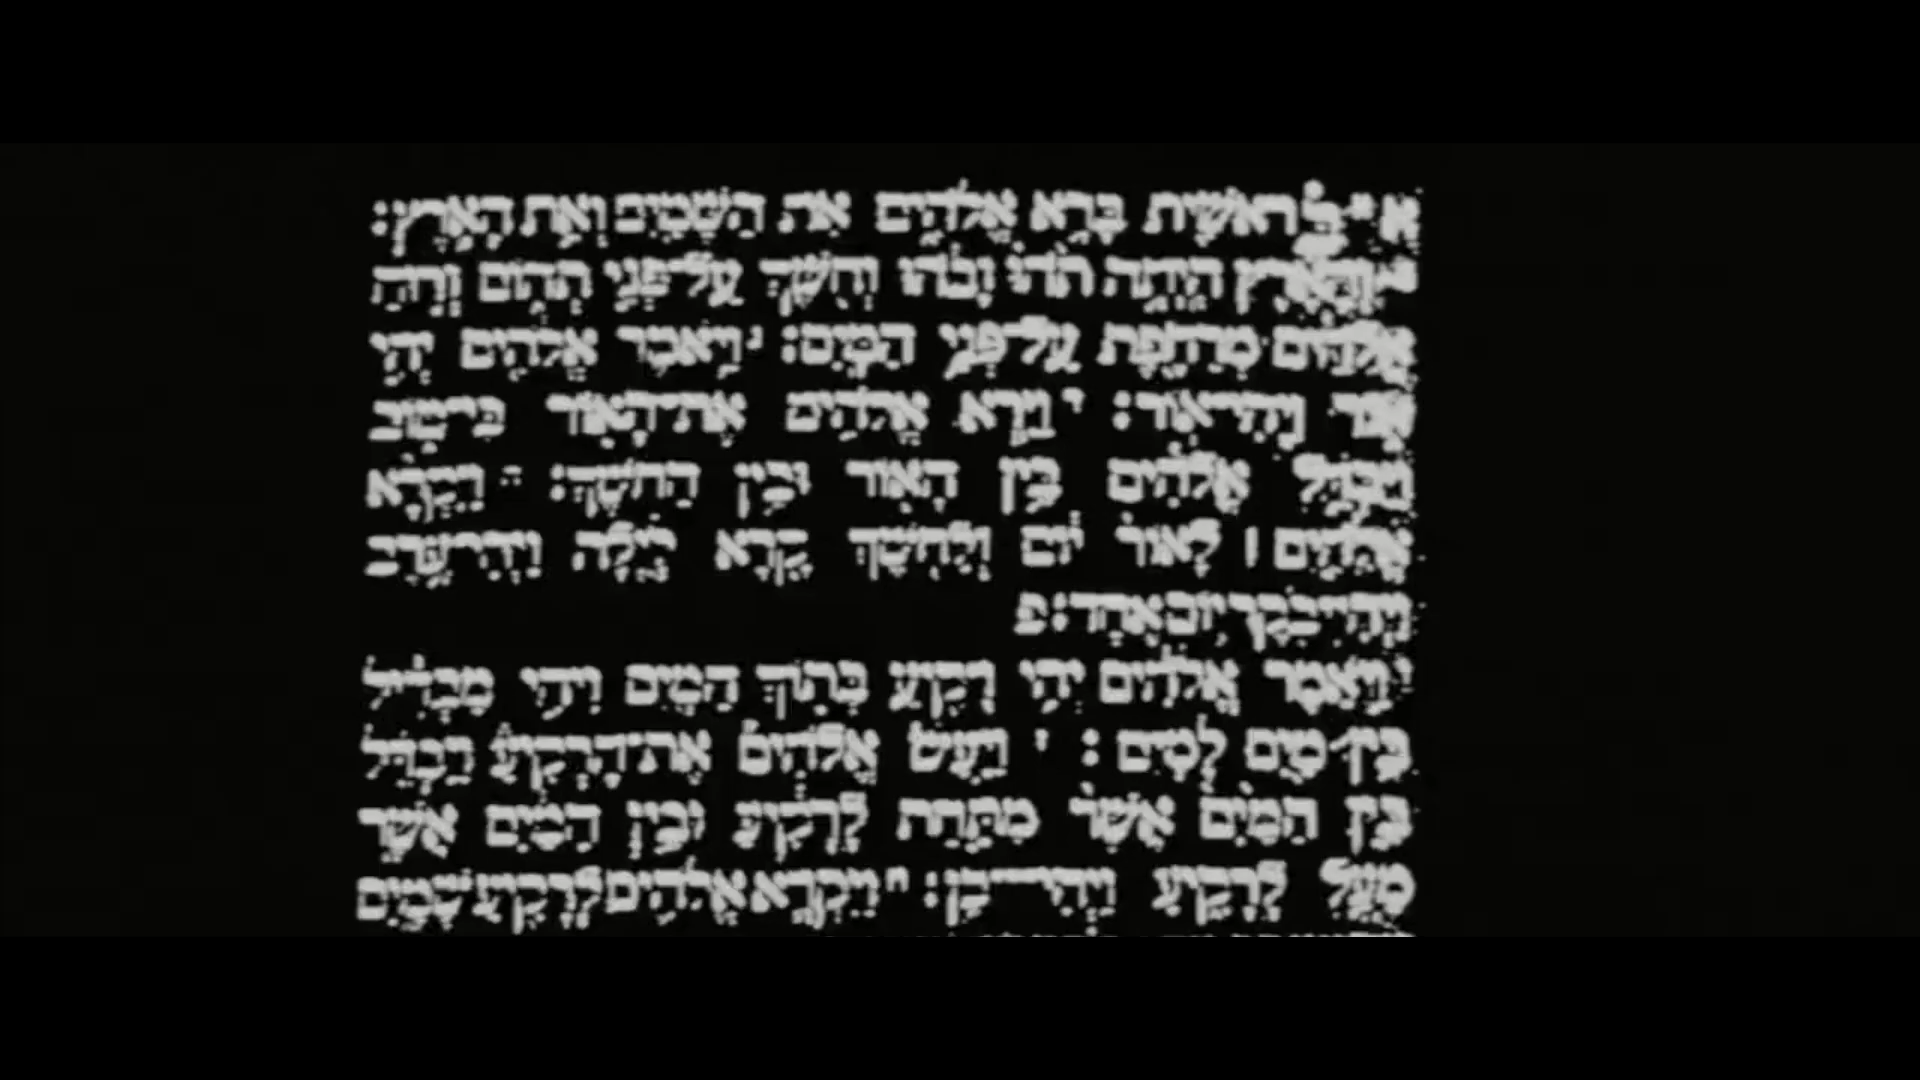 א בראשית ברא אלהים את השמים ואת הארץ:
והארץ היתה תהו ובהו וחשך על־פני תהום ורוח
אלהים מרחפת על־פני המים: ג ויאמר אלהים יהי
אור ויהי־אור: ד וירא אלהים את־האור כי־טוב
ויבדל אלהים בין האור ובין החשך: ה ויקרא
אלהים ׀ לאור יום ולחשך קרא לילה ויהי־ערב
ויהי־בקר יום אחד: פ
ו ויאמר אלהים יהי רקיע בתוך המים ויהי מבדיל
בין מים למים: ז ויעש אלהים את־הרקיע ויבדל
בין המים אשר מתחת לרקיע ובין המים אשר
מעל לרקיע ויהי־כן: ח ויקרא אלהים לרקיע שמים